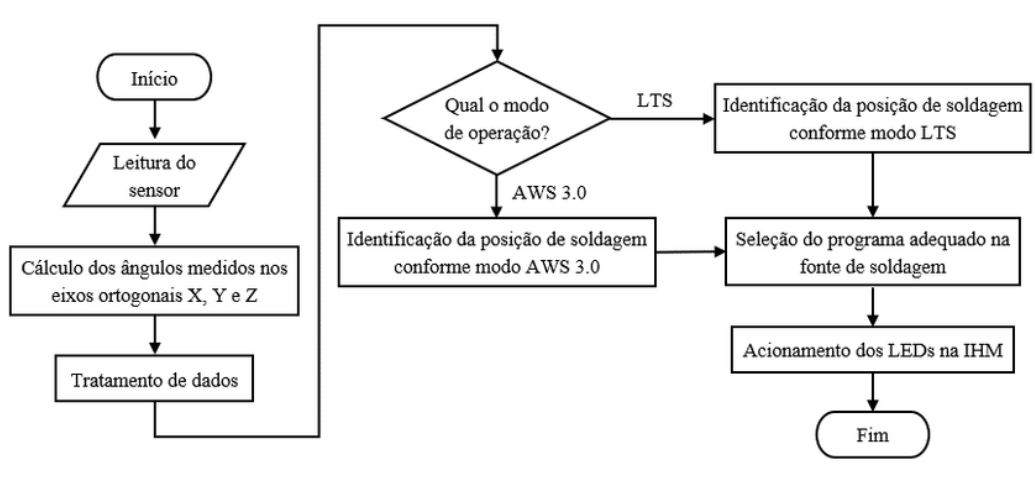 Início
Leitura do
sensor
Cálculo dos ângulos medidos nos
eixos ortogonais X, Y e Z
Tratamento de dados
Qual o modo
de operação?
LTS
Identificação da posição de soldagem
conforme modo LTS
AWS 3.0
Identificação da posição de soldagem
conforme modo AWS 3.0
Seleção do programa adequado na
fonte de soldagem
Acionamento dos LEDs na IHM
Fim